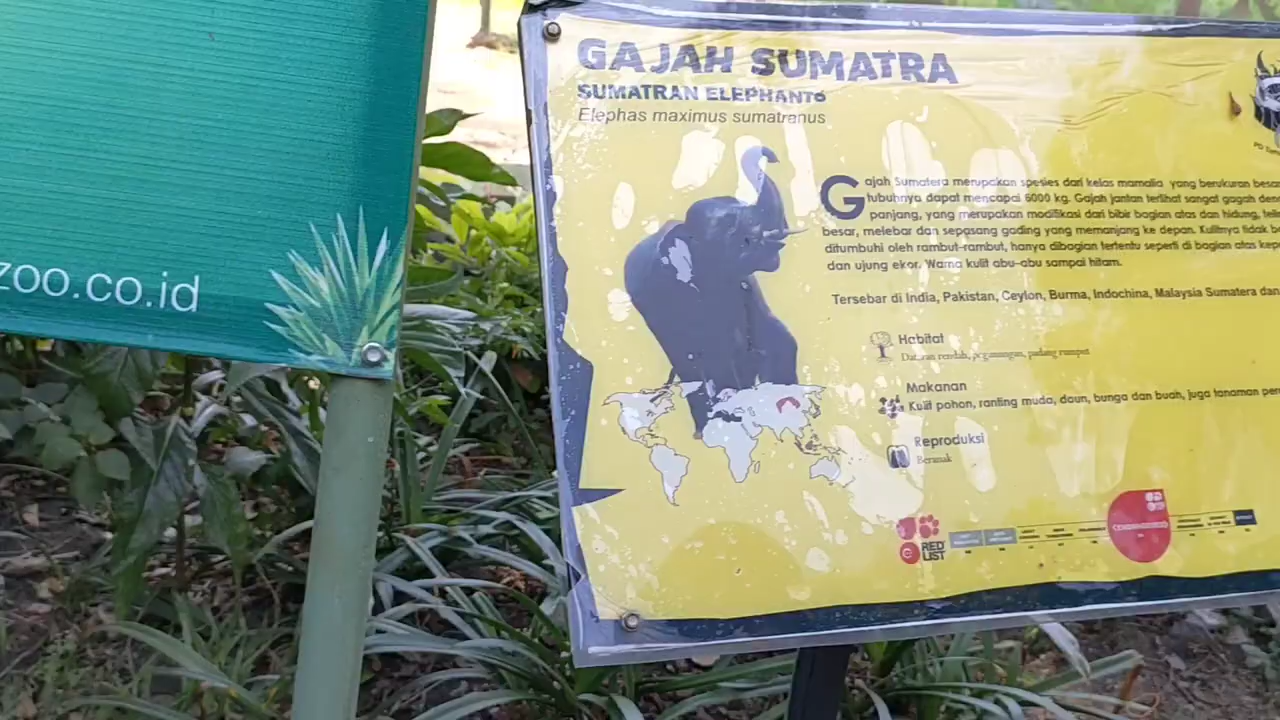 zoo.co.id
GAJAH SUMATRA
SUMATRAN ELEPHANTS
Elephas maximus sumatranus
Gajah Sumatera merupakan spesies dari kelas mamalia yang berukuran besar
tubuhnya dapat mencapai 6000 kg. Gajah jantan terlihat sangat gagah
panjang, yang merupakan modifikasi dari bibir bagian atas dan hidung,
besar, melebar dan sepasang gading yang memanjang ke depan. Kulitnya tidak
ditumbuhi oleh rambut-rambut, hanya dibagian tertentu seperti di bagian atas
dan ujung ekor. Warna kulit abu-abu sampai hitam.
Tersebar di India, Pakistan, Ceylon, Burma, Indochina, Malaysia Sumatera dan
Habitat
Dataran rendah, pegunungan, padang rumput
Makanan
Kulit pohon, ranting muda, daun, bunga dan buah, juga tanaman
Reproduksi
Beranak
RED
LIST